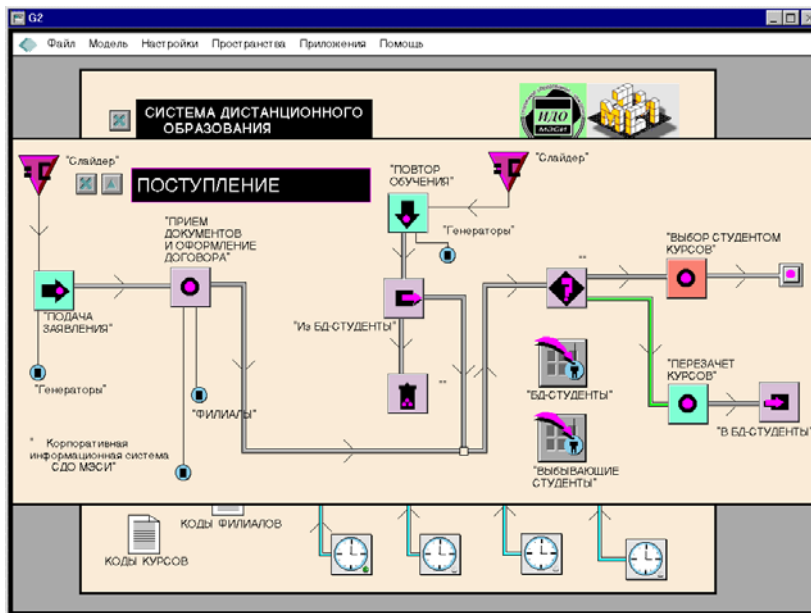 G2
Файл Модель Настройки Пространства Приложения Помощь
СИСТЕМА ДИСТАНЦИОННОГО
ОБРАЗОВАНИЯ
ИДО
МЭСИ
"Слайдер"
ПОСТУПЛЕНИЕ
"ПОВТОР
ОБУЧЕНИЯ"
"Слайдер"
"ПРИЕМ
ДОКУМЕНТОВ
И ОФОРМЛЕНИЕ
ДОГОВОРА"
"Генераторы"
""
"ВЫБОР СТУДЕНТОМ
КУРСОВ"
"ПОДАЧА
ЗАЯВЛЕНИЯ"
"Из БД-СТУДЕНТЫ"
"Генераторы"
"ФИЛИАЛЫ"
""
"БД-СТУДЕНТЫ"
"ПЕРЕЗАЧЕТ
КУРСОВ"
"В БД-СТУДЕНТЫ"
" Корпоративная
информационная система
СДО МЭСИ"
"ВЫБЫВАЮЩИЕ
СТУДЕНТЫ"
КОДЫ ФИЛИАЛОВ
КОДЫ КУРСОВ